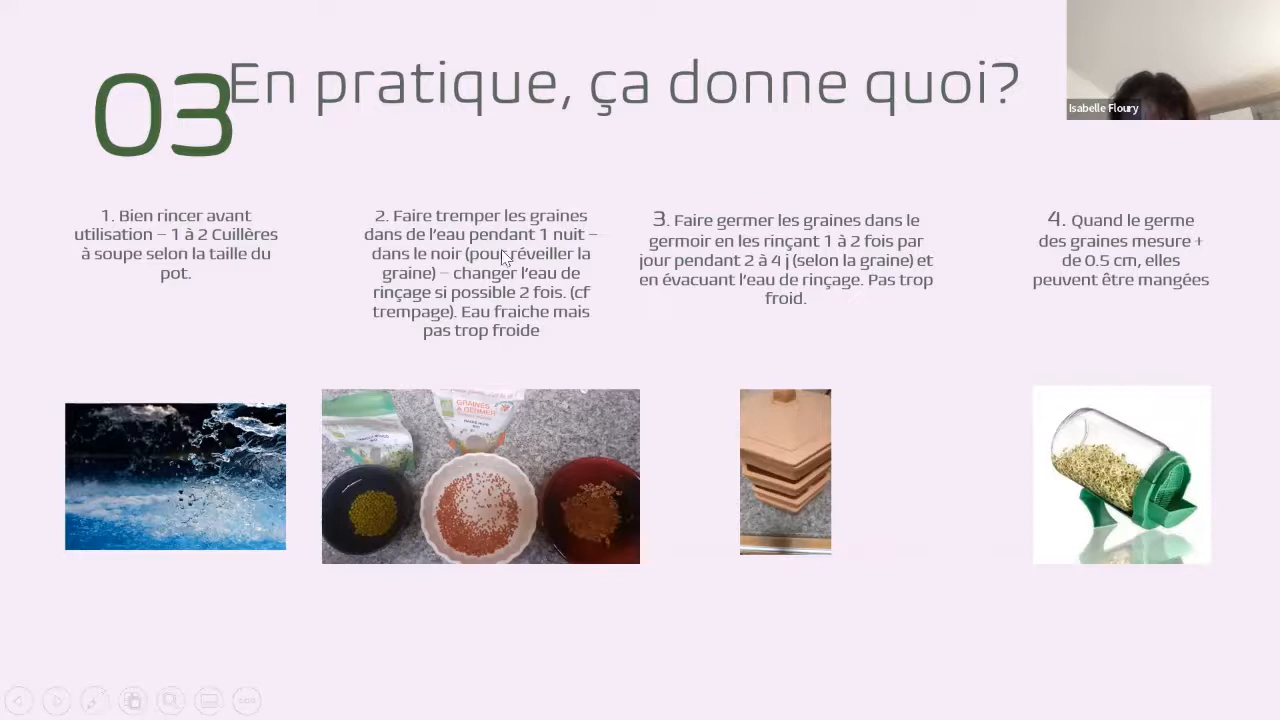 03
En pratique, ça donne quoi?
Isabelle Floury
1. Bien rincer avant
utilisation – 1 à 2 Cuillères
à soupe selon la taille du
pot.
2. Faire tremper les graines
dans de l’eau pendant 1 nuit –
dans le noir (pour réveiller la
graine) – changer l’eau de
rinçage si possible 2 fois. (cf
trempage). Eau fraiche mais
pas trop froide
3. Faire germer les graines dans le
germoir en les rinçant 1 à 2 fois par
jour pendant 2 à 4 j (selon la graine) et
en évacuant l’eau de rinçage. Pas trop
froid.
4. Quand le germe
des graines mesure +
de 0.5 cm, elles
peuvent être mangées
GRAINES
A GERMER